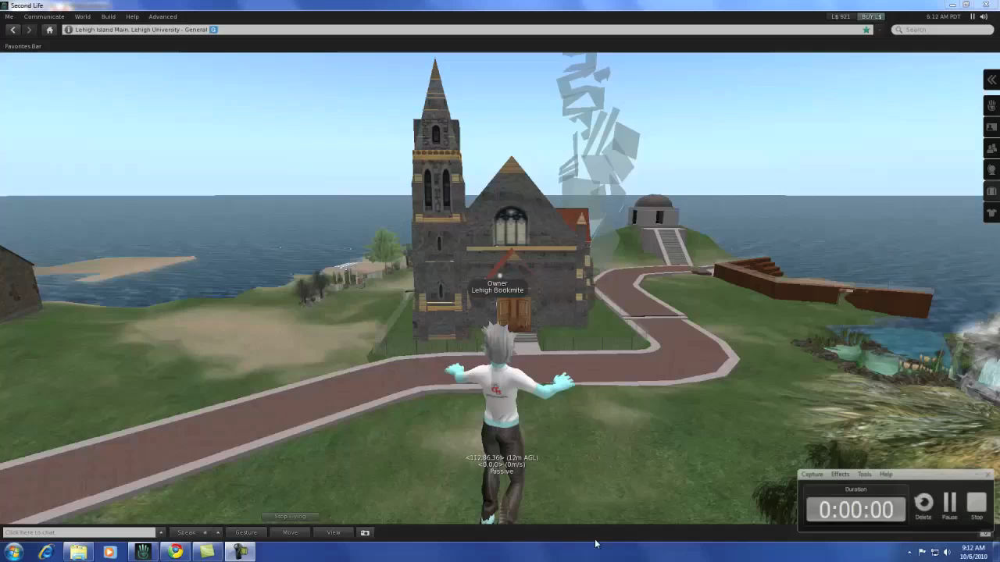 Second Life
Me Communicate World Build Help Advanced
L$ 921 BUY L$ 6:12 AM PDT
Lehigh Island Main, Lehigh University - General G
Search
Favorites Bar
Owner
Lehigh Bookmite
<112,86,36> (12m AGL)
<0,0,0> (0m/s)
Passive
Capture Effects Tools Help
Duration
0:00:00
Delete Pause Stop
Stop Flying
Click here to chat.
Speak Gesture Move View
9:12 AM
10/6/2010